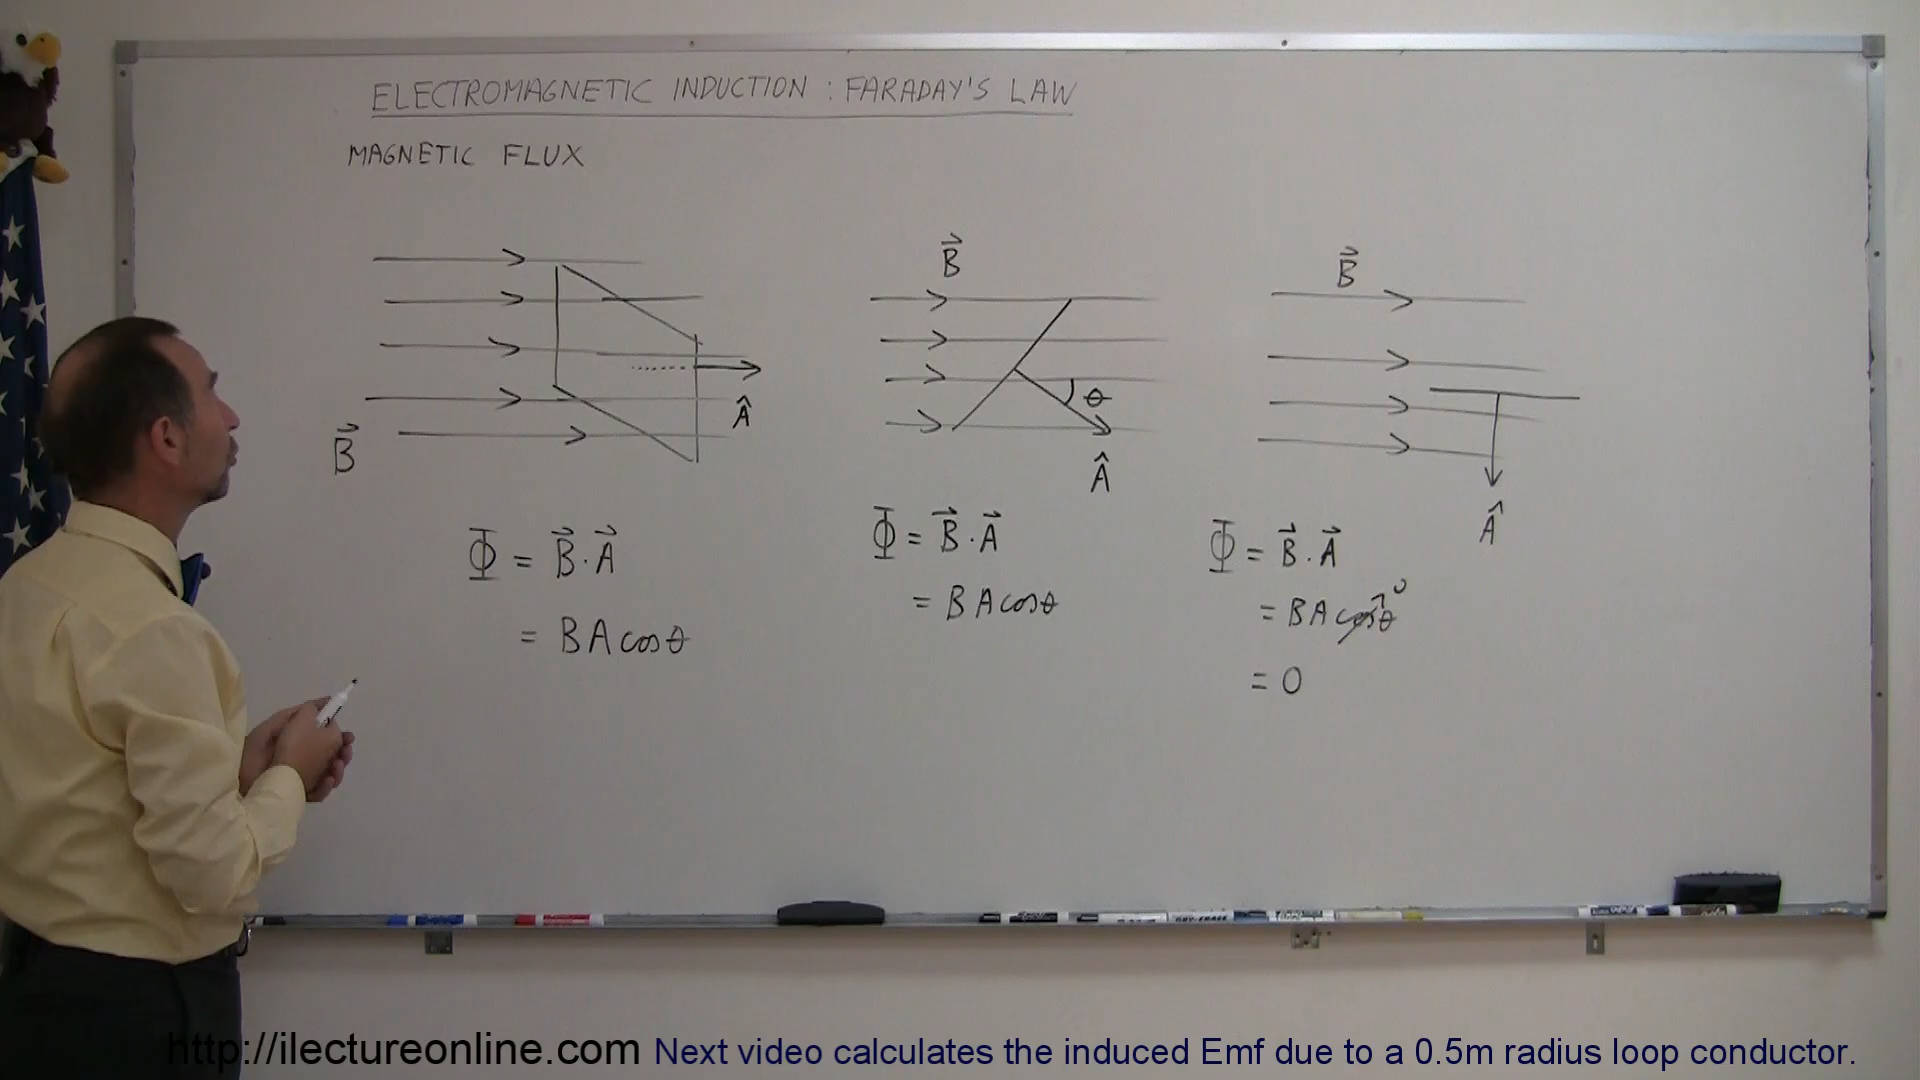 ELECTROMAGNETIC INDUCTION : FARADAY'S LAW
MAGNETIC FLUX
B⃗
Â
Φ = B⃗ · A⃗
= BA cos θ
B⃗
θ
Â
Φ = B⃗ · A⃗
= BA cos θ
B⃗
Â
Φ = B⃗ · A⃗
= BA cos θ 0
= 0
http://ilectureonline.com Next video calculates the induced Emf due to a 0.5m radius loop conductor.